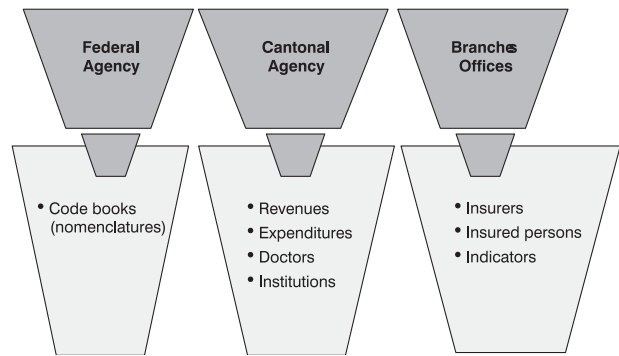 Federal
Agency
Cantonal
Agency
Branches
Offices
• Code books
(nomenclatures)
• Revenues
• Expenditures
• Doctors
• Institutions
• Insurers
• Insured persons
• Indicators